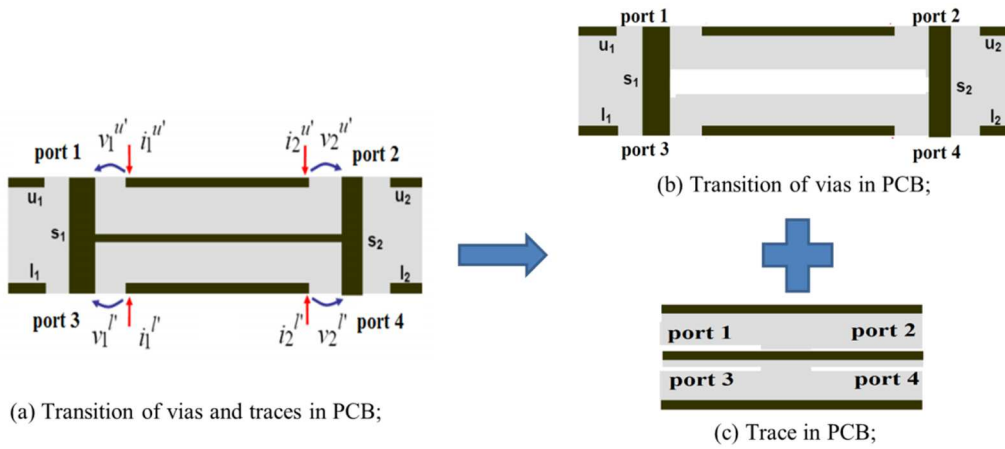 port 1
port 2
u₁
u₂
s₁
s₂
l₁
l₂
port 3
port 4
(b) Transition of vias in PCB;
v₁ᵘ' i₁ᵘ' i₂ᵘ' v₂ᵘ'
port 1
port 2
u₁
u₂
s₁
s₂
l₁
l₂
port 3
port 4
v₁ˡ' i₁ˡ' i₂ˡ' v₂ˡ'
(a) Transition of vias and traces in PCB;
port 1
port 2
port 3
port 4
(c) Trace in PCB;